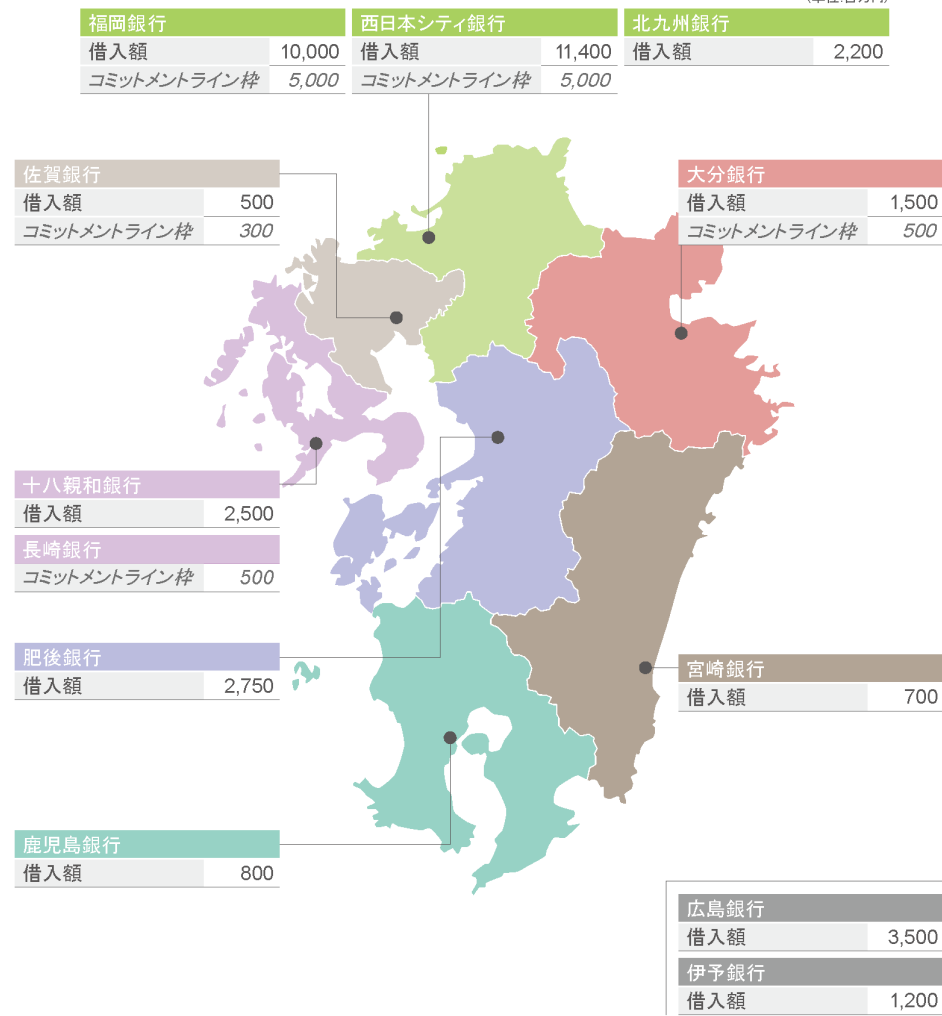 (単位:百万円)
福岡銀行
借入額 10,000
コミットメントライン枠 5,000
西日本シティ銀行
借入額 11,400
コミットメントライン枠 5,000
北九州銀行
借入額 2,200
佐賀銀行
借入額 500
コミットメントライン枠 300
大分銀行
借入額 1,500
コミットメントライン枠 500
十八親和銀行
借入額 2,500
長崎銀行
コミットメントライン枠 500
肥後銀行
借入額 2,750
宮崎銀行
借入額 700
鹿児島銀行
借入額 800
広島銀行
借入額 3,500
伊予銀行
借入額 1,200